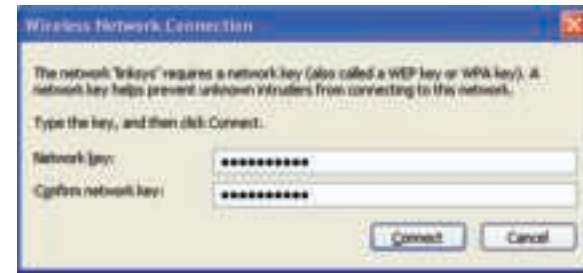 Wireless Network Connection
The network 'linksys' requires a network key (also called a WEP key or WPA key). A
network key helps prevent unknown intruders from connecting to this network.
Type the key, and then click Connect.
Network key: ••••••••••
Confirm network key: ••••••••••
Connect Cancel